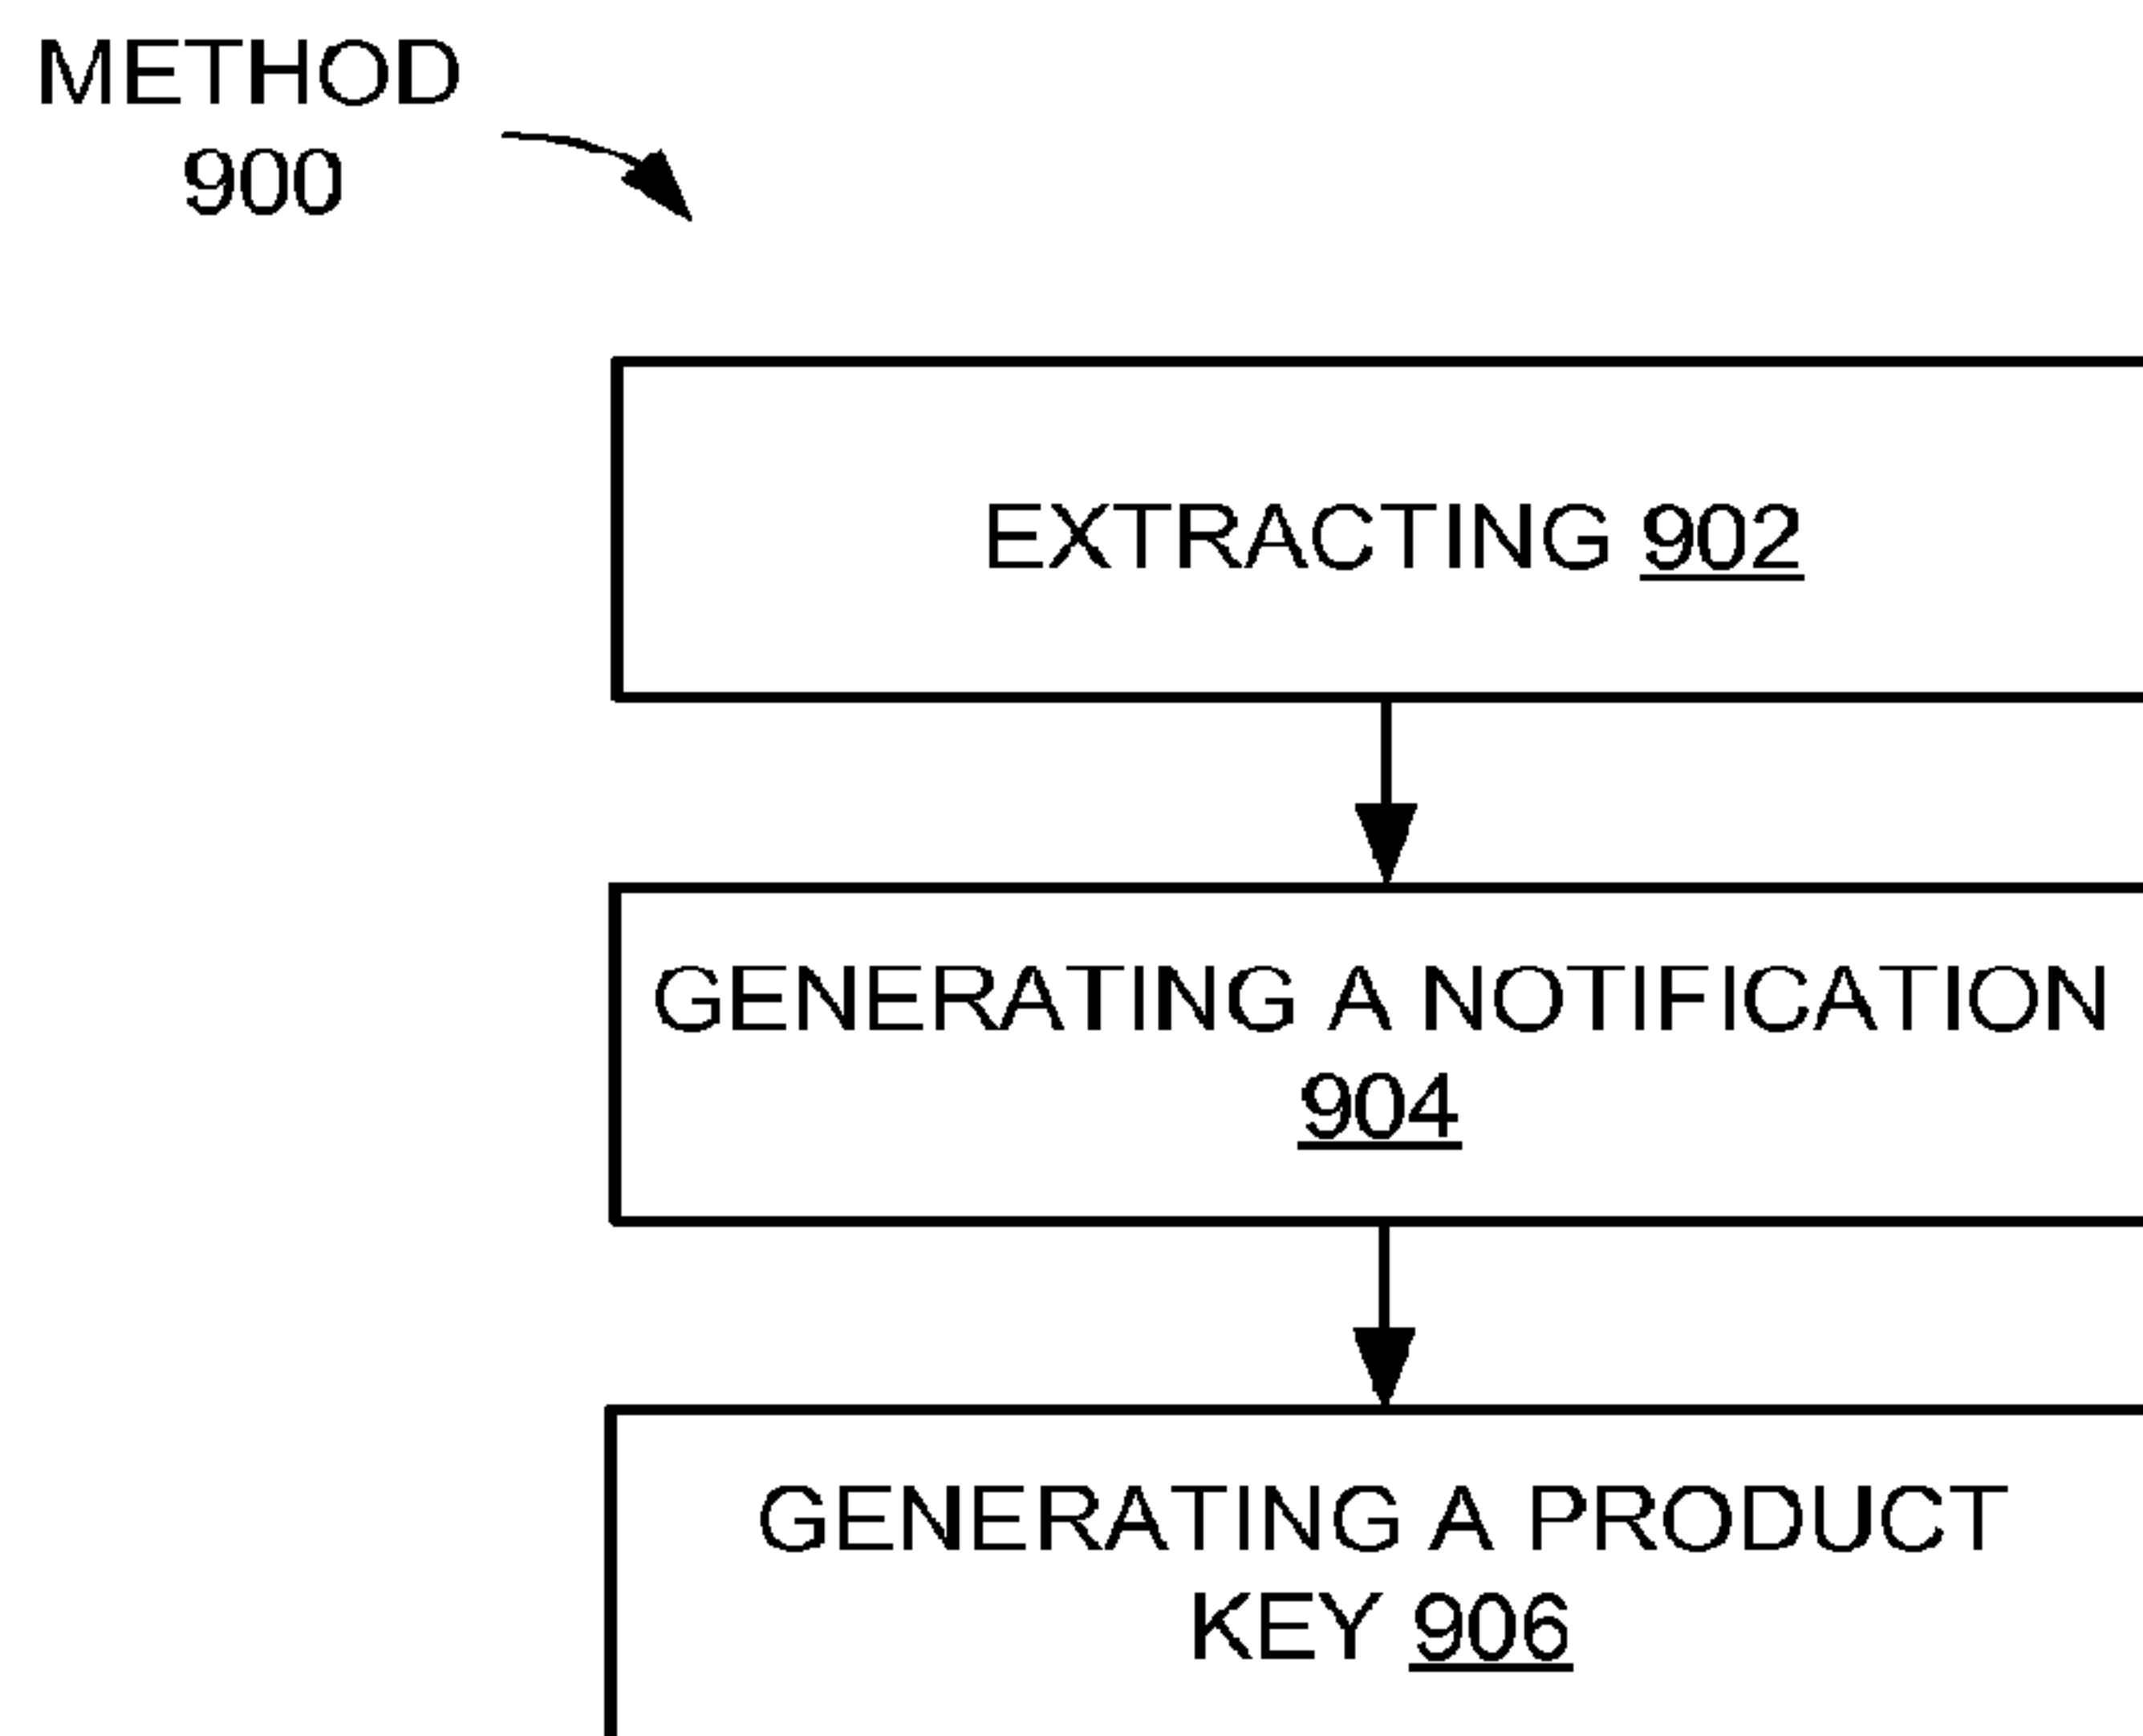 METHOD
900
EXTRACTING 902
GENERATING A NOTIFICATION
904
GENERATING A PRODUCT
KEY 906